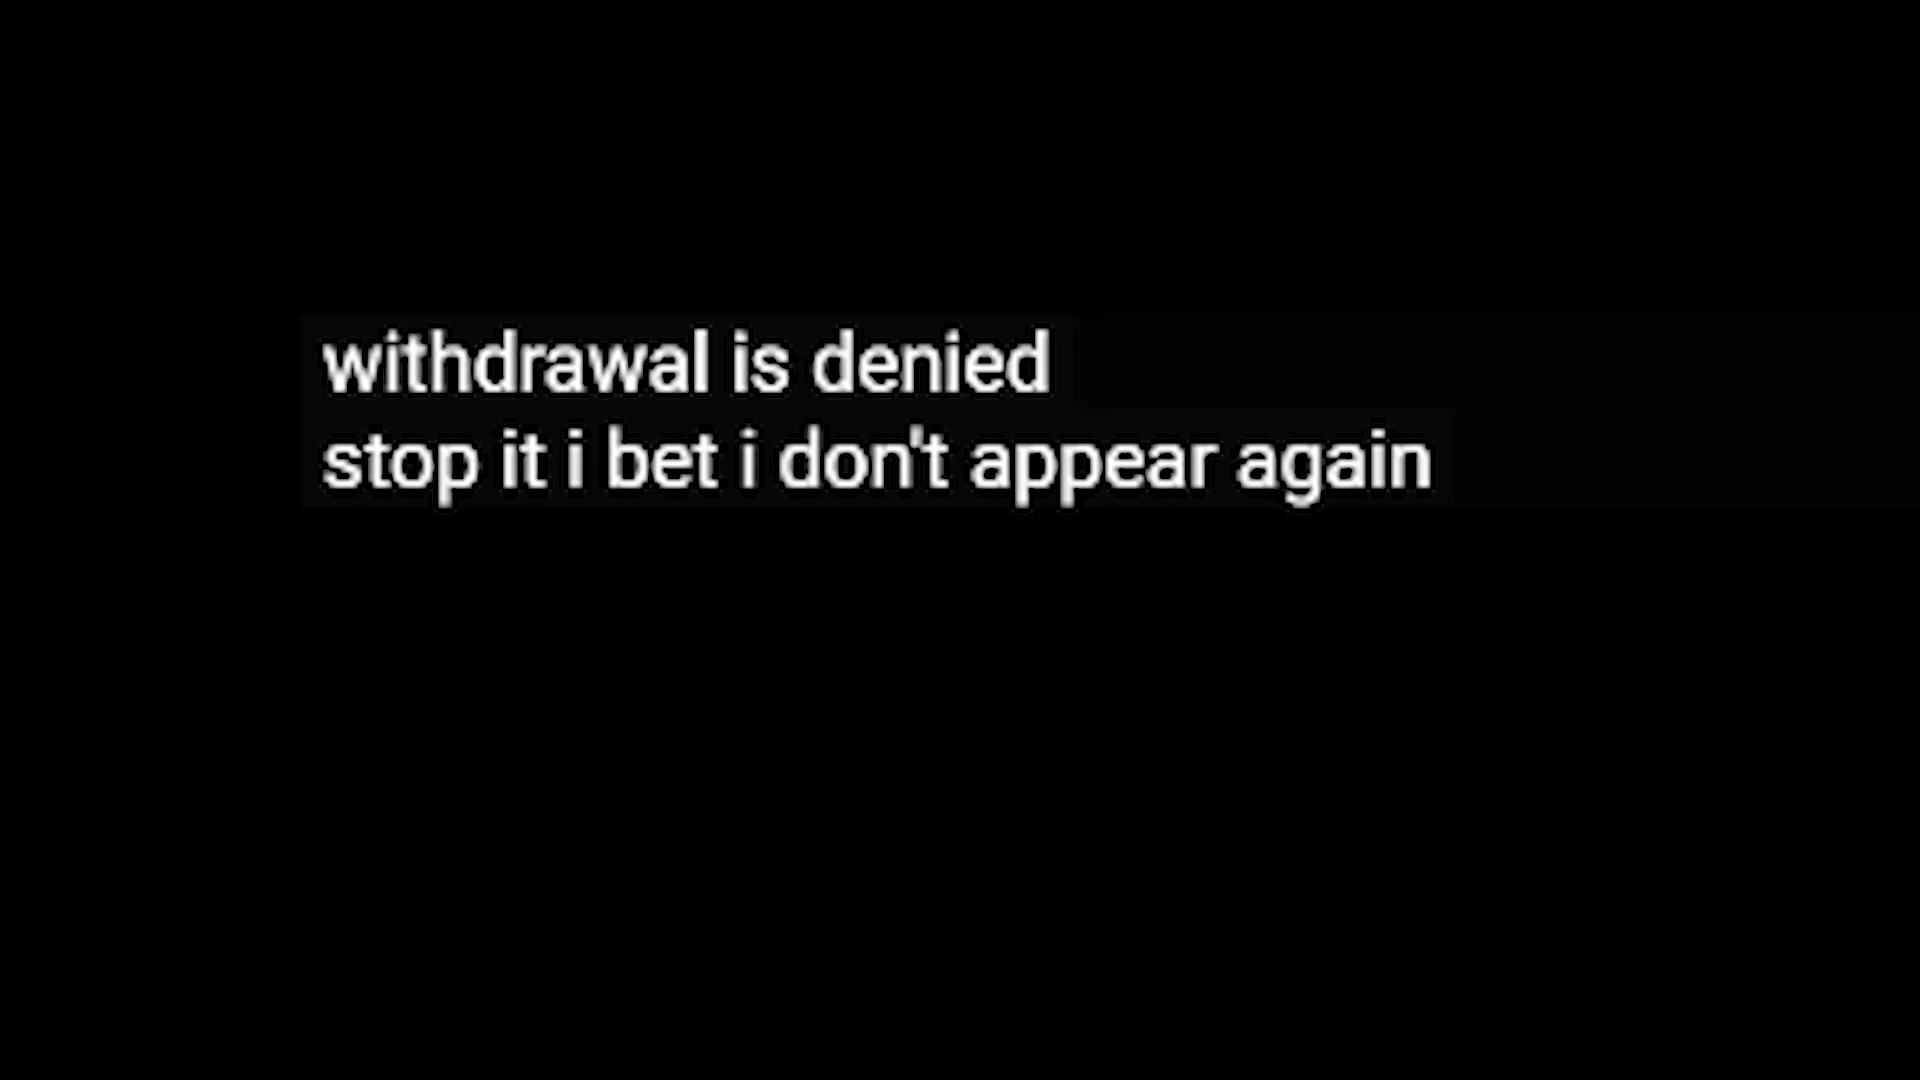 withdrawal is denied
stop it i bet i don't appear again